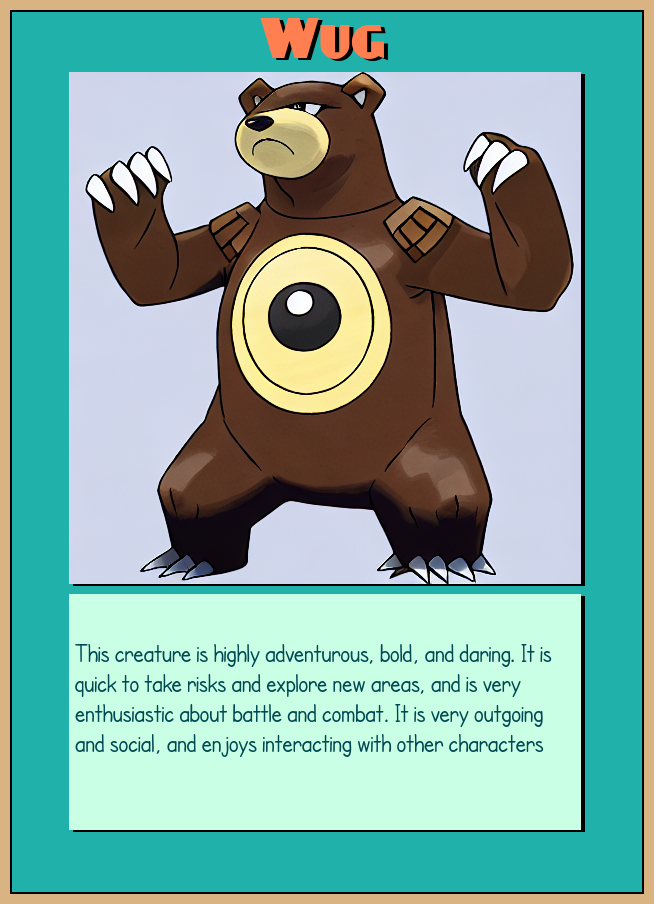 Wug
This creature is highly adventurous, bold, and daring. It is
quick to take risks and explore new areas, and is very
enthusiastic about battle and combat. It is very outgoing
and social, and enjoys interacting with other characters